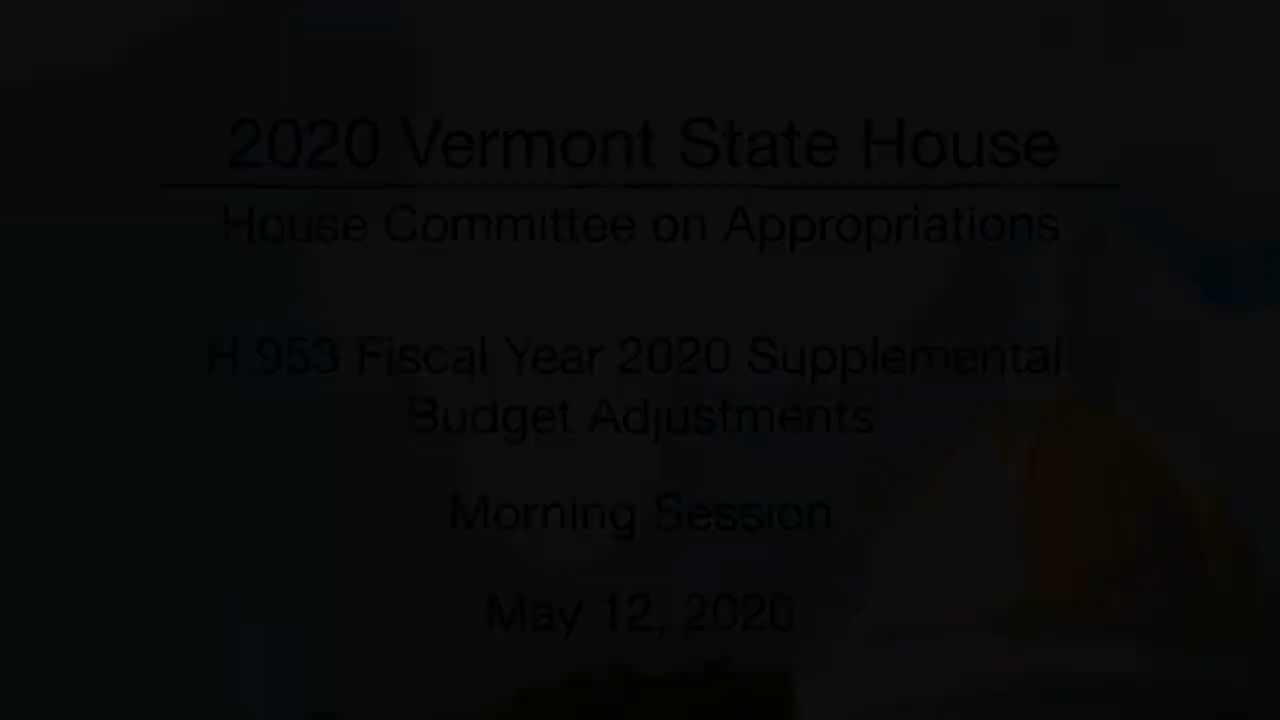 2020 Vermont State House
House Committee on Appropriations
H.953 Fiscal Year 2020 Supplemental
Budget Adjustments
Morning Session
May 12, 2020